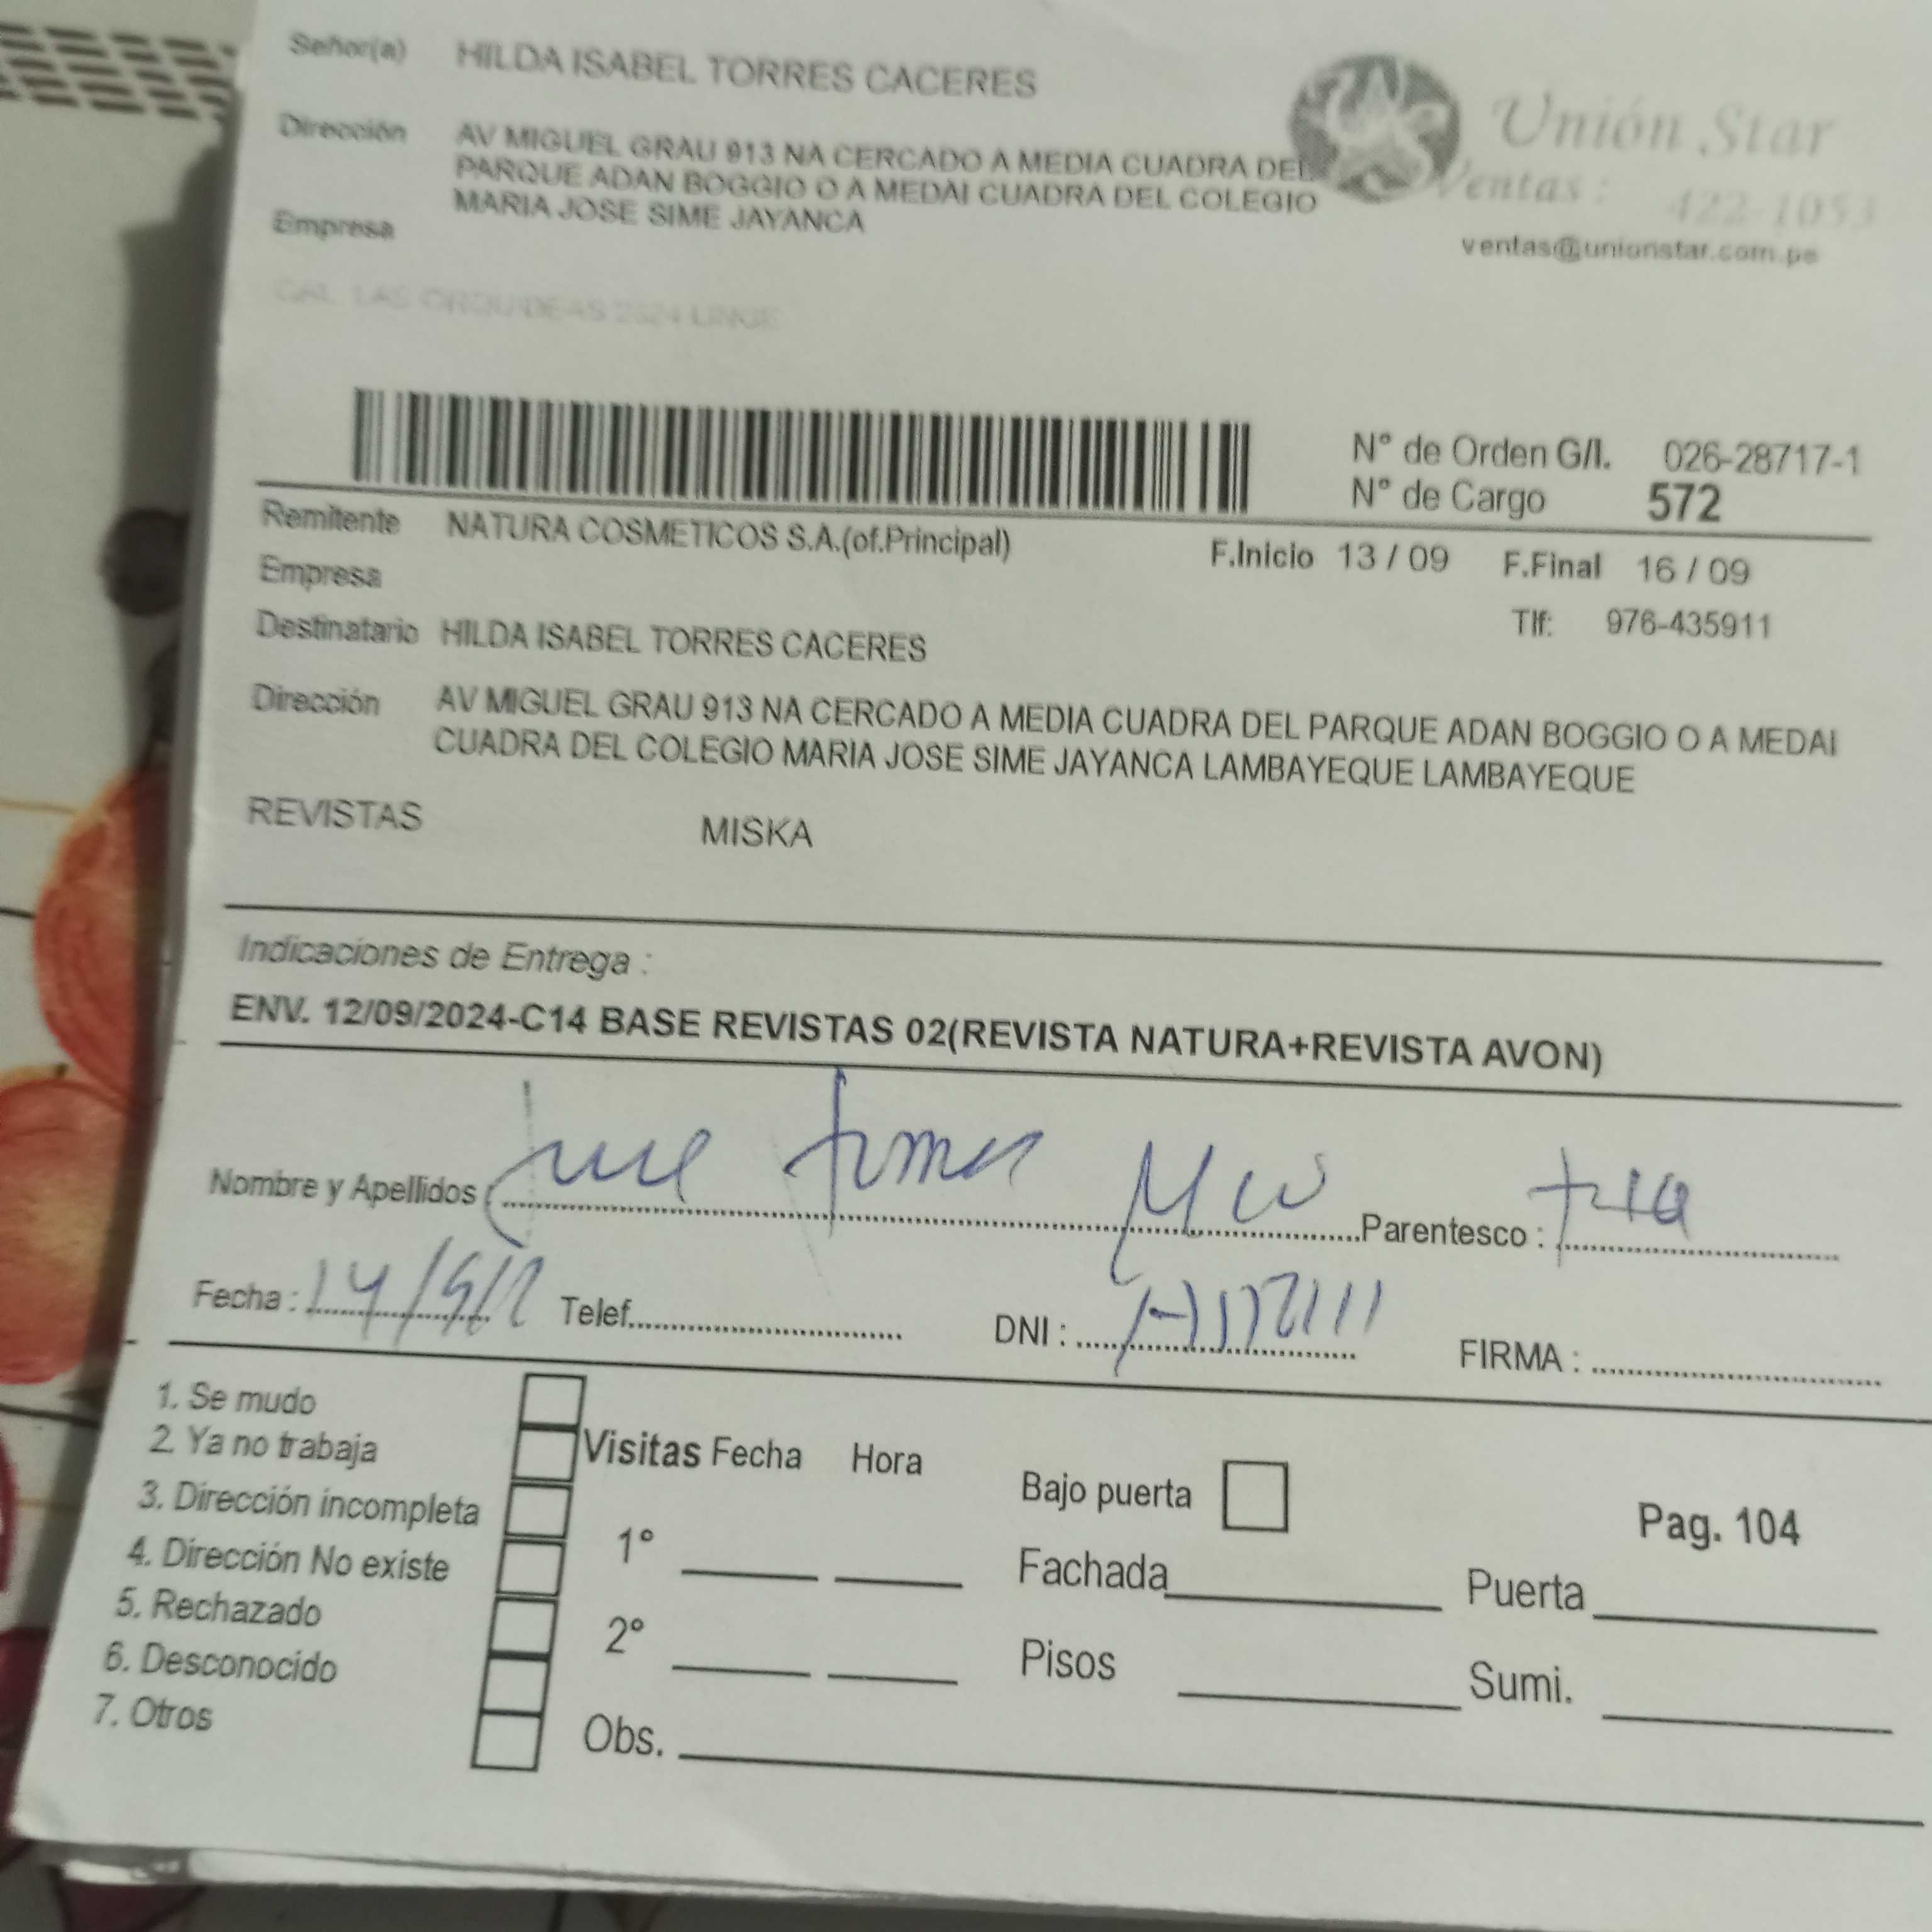 Señor(a) HILDA ISABEL TORRES CACERES
Unión Star
Dirección AV MIGUEL GRAU 913 NA CERCADO A MEDIA CUADRA DEL
PARQUE ADAN BOGGIO O A MEDAI CUADRA DEL COLEGIO
MARIA JOSE SIME JAYANCA
Ventas : 422-1053
ventas@unionstar.com.pe
Empresa
CAL. LAS ORQUIDEAS 2624 LINCE
N° de Orden G/I. 026-28717-1
N° de Cargo 572
Remitente NATURA COSMETICOS S.A.(of.Principal) F.Inicio 13 / 09 F.Final 16 / 09
Empresa
Tlf: 976-435911
Destinatario HILDA ISABEL TORRES CACERES
Dirección AV MIGUEL GRAU 913 NA CERCADO A MEDIA CUADRA DEL PARQUE ADAN BOGGIO O A MEDAI
CUADRA DEL COLEGIO MARIA JOSE SIME JAYANCA LAMBAYEQUE LAMBAYEQUE
REVISTAS MISKA
Indicaciones de Entrega :
ENV. 12/09/2024-C14 BASE REVISTAS 02(REVISTA NATURA+REVISTA AVON)
Nombre y Apellidos : Parentesco :
Fecha : Telef. DNI : FIRMA :
1. Se mudo
2. Ya no trabaja
3. Dirección incompleta
4. Dirección No existe
5. Rechazado
6. Desconocido
7. Otros
Visitas Fecha Hora
1°
2°
Obs.
Bajo puerta
Pag. 104
Fachada Puerta
Pisos Sumi.